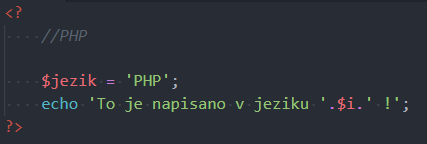 <?
//PHP
$jezik = 'PHP';
echo 'To je napisano v jeziku '.$i.' !';
?>